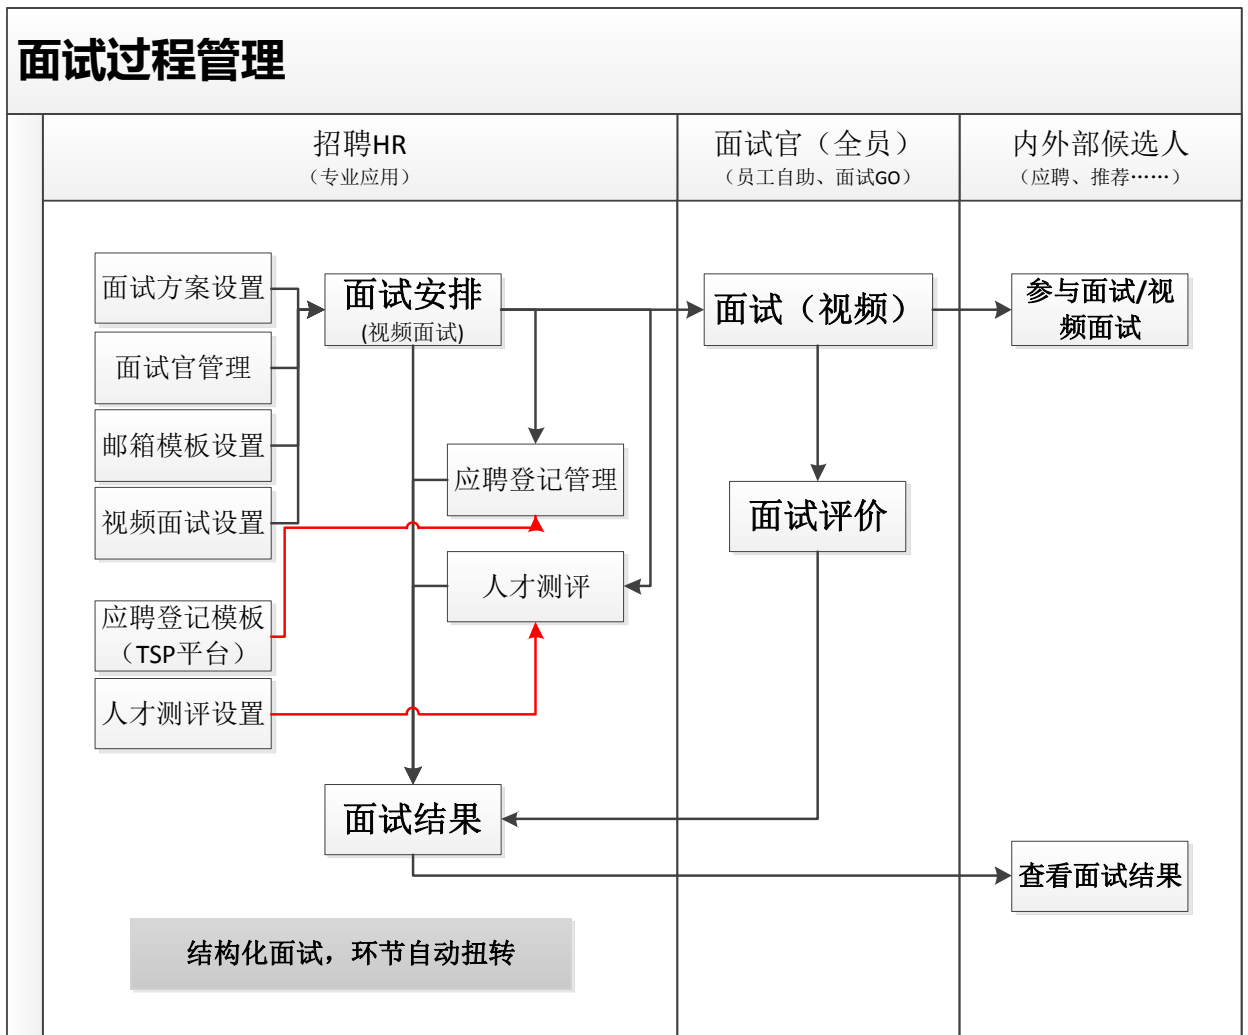 面试过程管理
招聘HR
（专业应用）
面试官（全员）
（员工自助、面试GO）
内外部候选人
（应聘、推荐……）
面试方案设置
面试官管理
邮箱模板设置
视频面试设置
应聘登记模板
（TSP平台）
人才测评设置
面试安排
(视频面试)
应聘登记管理
人才测评
面试结果
面试（视频）
面试评价
参与面试/视
频面试
查看面试结果
结构化面试，环节自动扭转